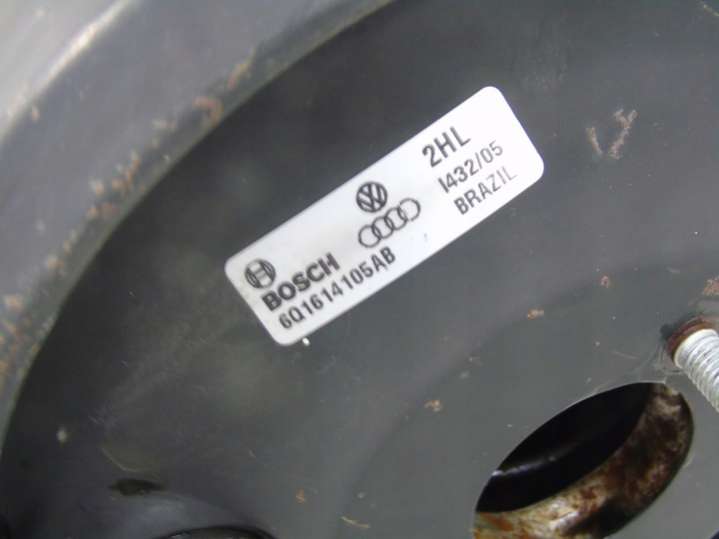 BOSCH
6Q1614105AB
2HL
I432/05
BRAZIL